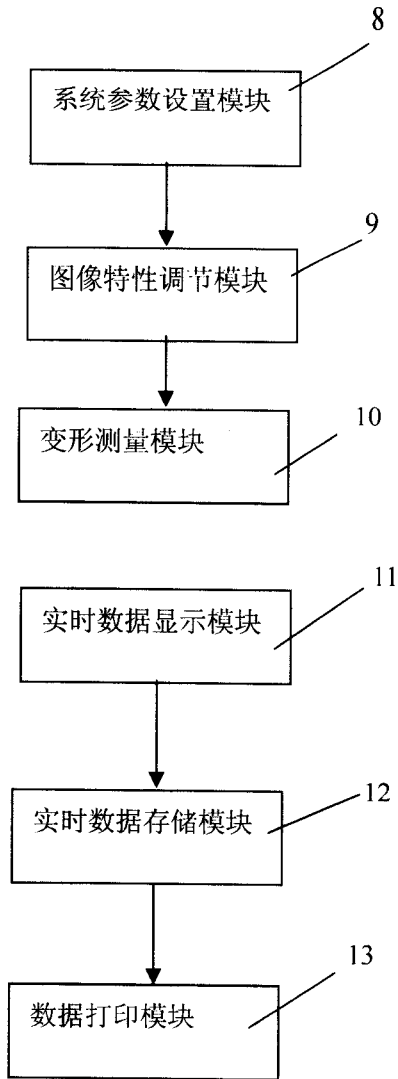 8
系统参数设置模块
9
图像特性调节模块
10
变形测量模块
11
实时数据显示模块
12
实时数据存储模块
13
数据打印模块